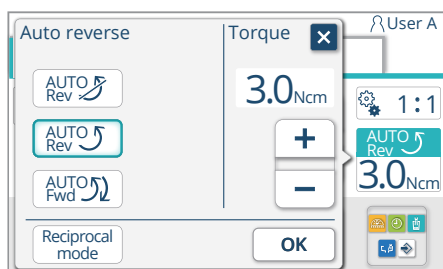 Auto reverse
Torque
User A
AUTO
Rev
3.0Ncm
1:1
AUTO
Rev
AUTO
Rev
3.0Ncm
AUTO
Fwd
Reciprocal
mode
OK